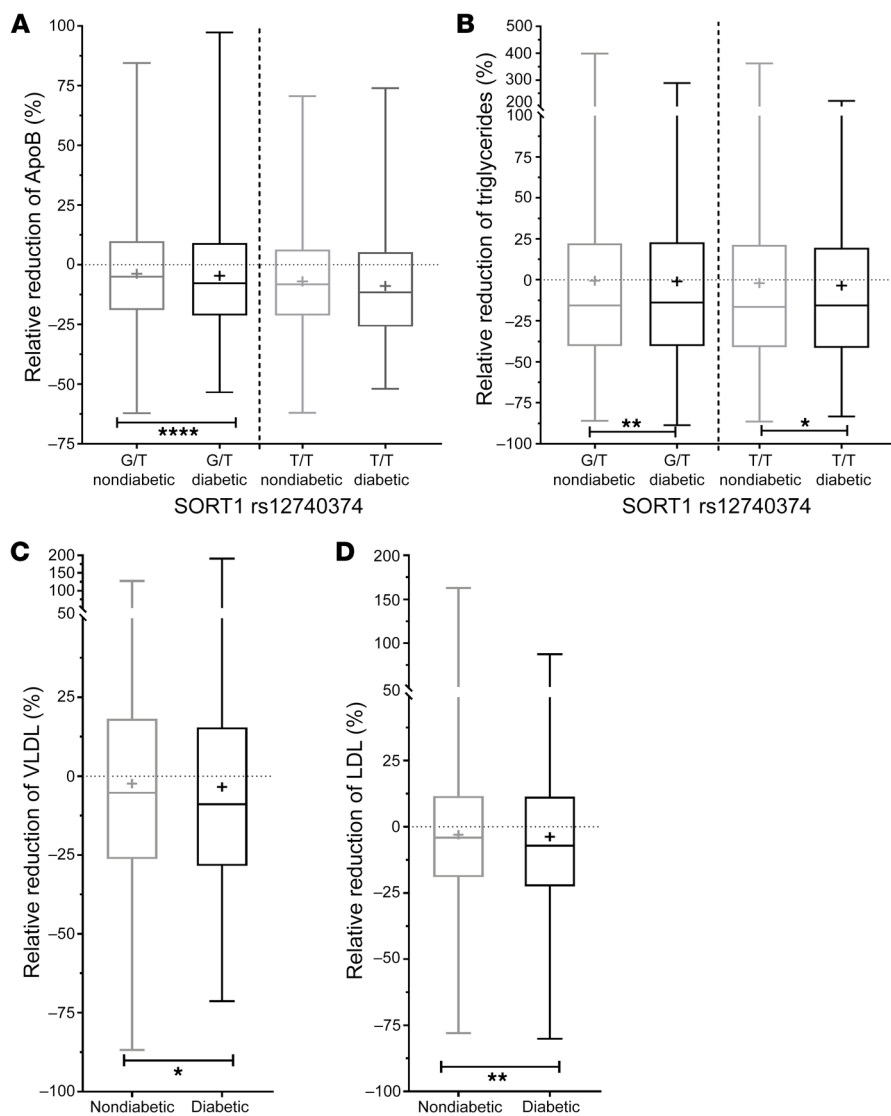 A
Relative reduction of ApoB (%)
100
75
50
25
0
–25
–50
–75
****
G/T
nondiabetic
G/T
diabetic
T/T
nondiabetic
T/T
diabetic
SORT1 rs12740374
B
Relative reduction of triglycerides (%)
500
400
300
200
100
75
50
25
0
–25
–50
–75
–100
**
*
G/T
nondiabetic
G/T
diabetic
T/T
nondiabetic
T/T
diabetic
SORT1 rs12740374
C
Relative reduction of VLDL (%)
200
150
100
50
25
0
–25
–50
–75
–100
*
Nondiabetic
Diabetic
D
Relative reduction of LDL (%)
200
150
100
50
25
0
–25
–50
–75
–100
**
Nondiabetic
Diabetic